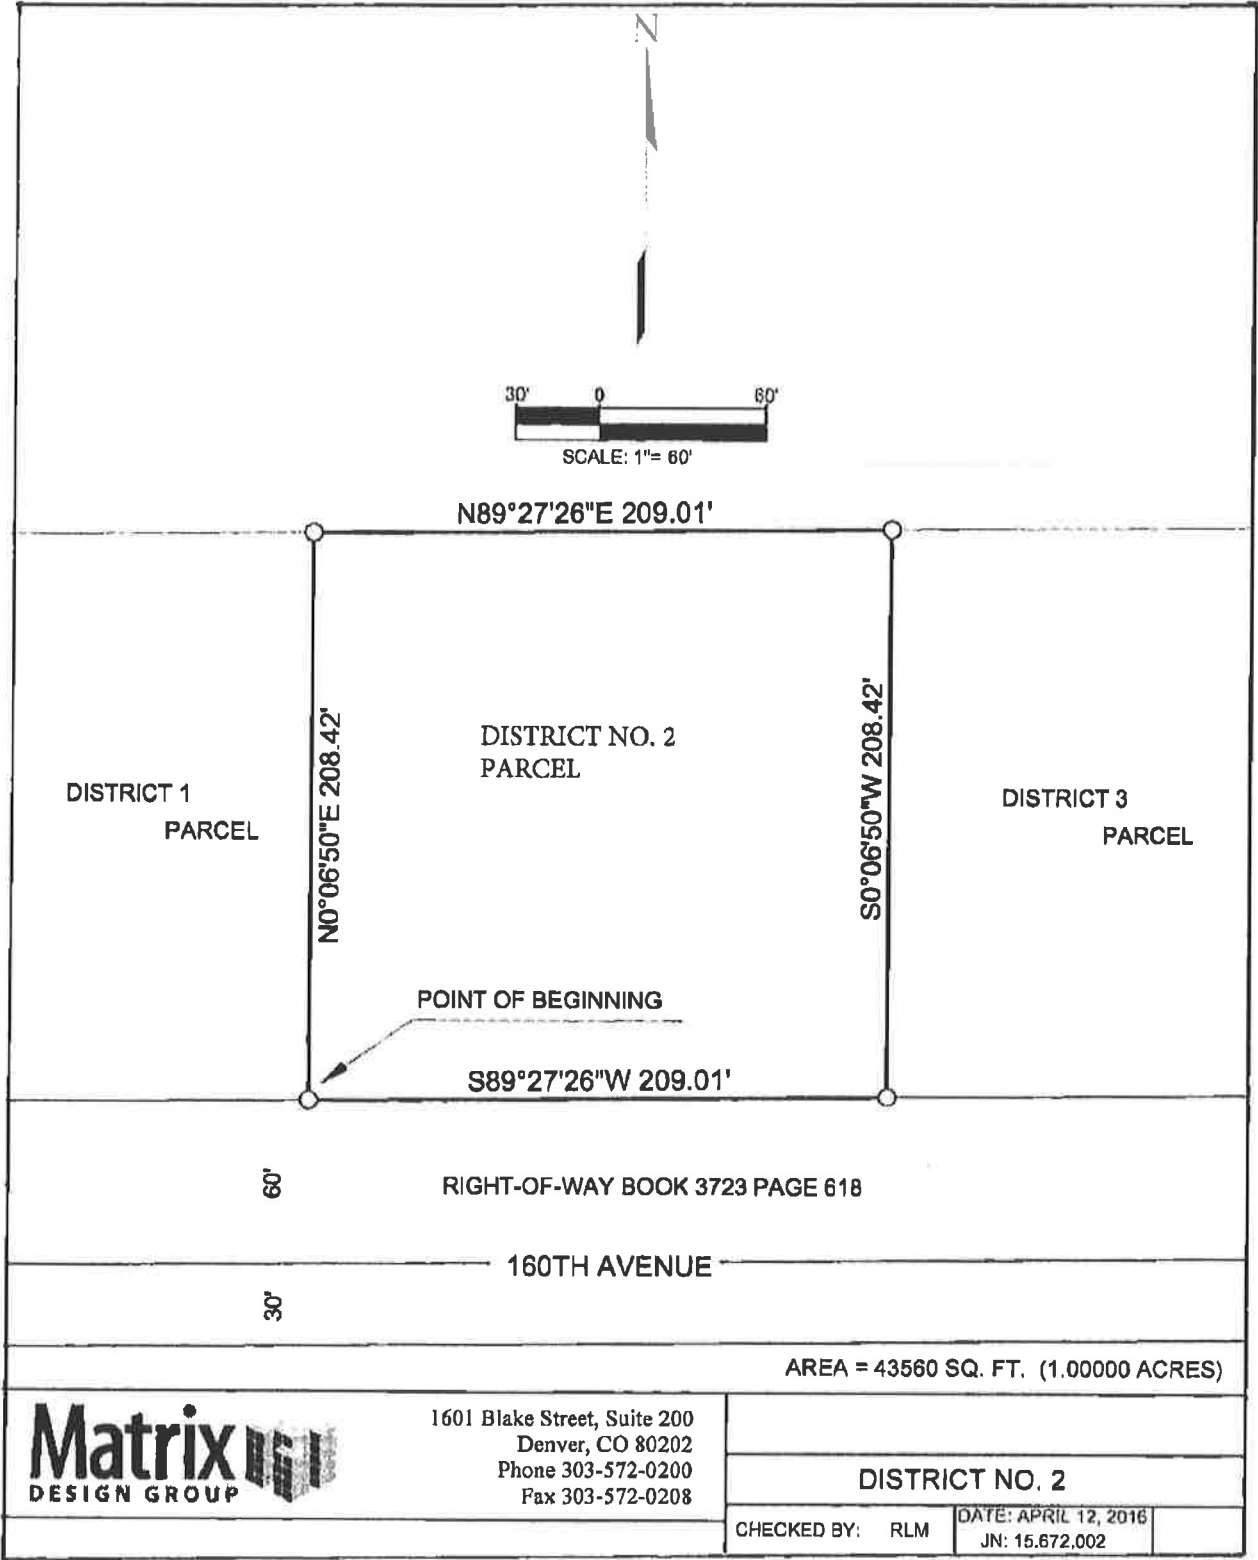 N
30' 0 60'
SCALE: 1"= 60'
N89°27'26"E 209.01'
N0°06'50"E 208.42'
S0°06'50"W 208.42'
DISTRICT NO. 2
PARCEL
DISTRICT 1
PARCEL
DISTRICT 3
PARCEL
POINT OF BEGINNING
S89°27'26"W 209.01'
60'
RIGHT-OF-WAY BOOK 3723 PAGE 618
160TH AVENUE
30'
AREA = 43560 SQ. FT. (1.00000 ACRES)
Matrix
DESIGN GROUP
1601 Blake Street, Suite 200
Denver, CO 80202
Phone 303-572-0200
Fax 303-572-0208
DISTRICT NO. 2
CHECKED BY: RLM
DATE: APRIL 12, 2016
JN: 15.672.002